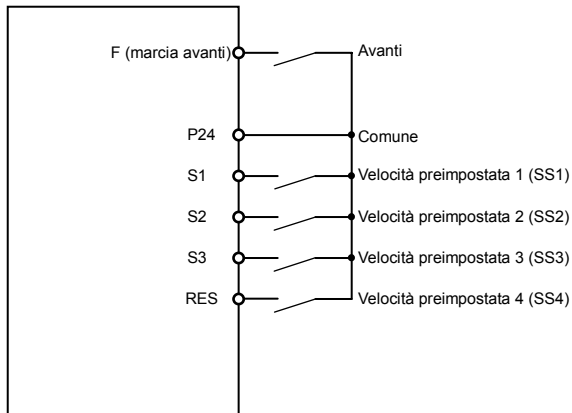 F (marcia avanti) Avanti
P24 Comune
S1 Velocità preimpostata 1 (SS1)
S2 Velocità preimpostata 2 (SS2)
S3 Velocità preimpostata 3 (SS3)
RES Velocità preimpostata 4 (SS4)